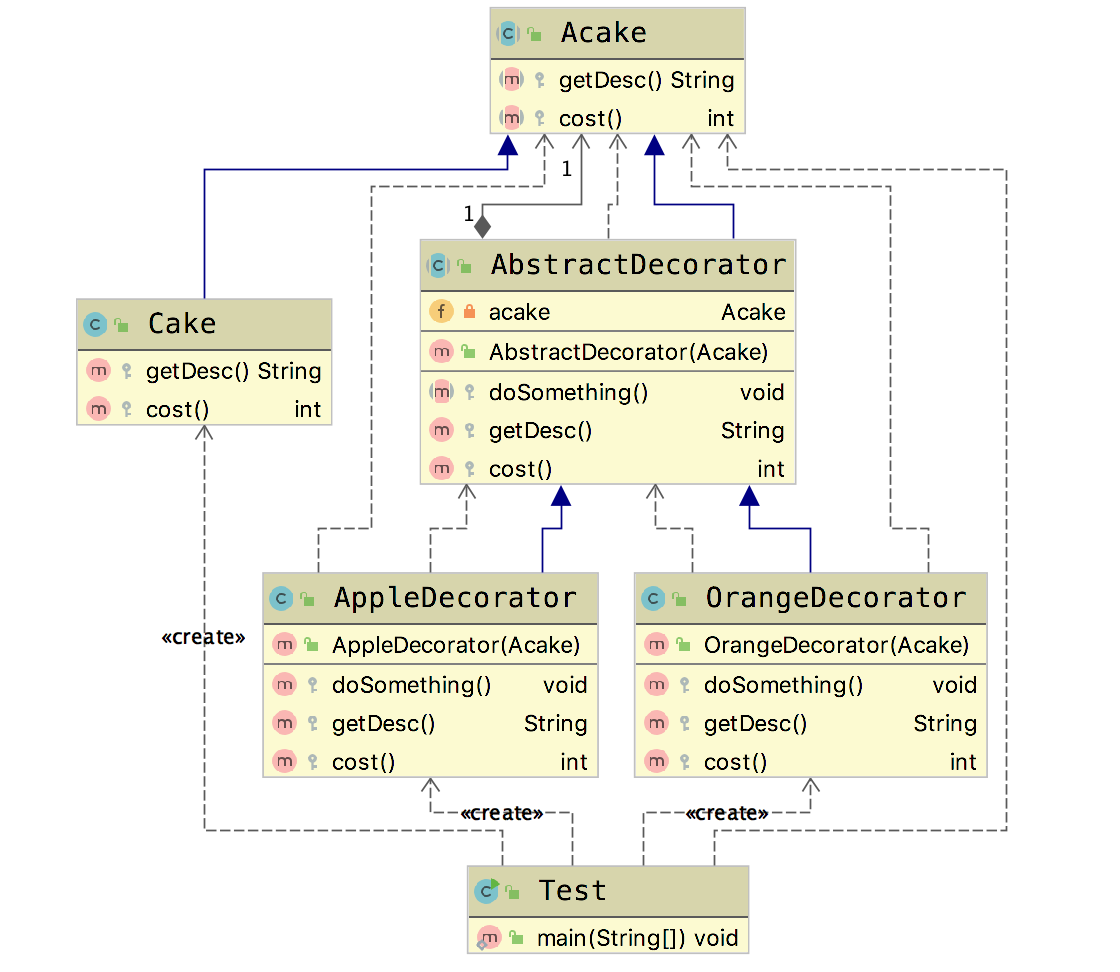 Acake
getDesc() String
cost() int
1
1
AbstractDecorator
acake Acake
AbstractDecorator(Acake)
doSomething() void
getDesc() String
cost() int
Cake
getDesc() String
cost() int
«create»
AppleDecorator
AppleDecorator(Acake)
doSomething() void
getDesc() String
cost() int
OrangeDecorator
OrangeDecorator(Acake)
doSomething() void
getDesc() String
cost() int
«create»
«create»
Test
main(String[]) void